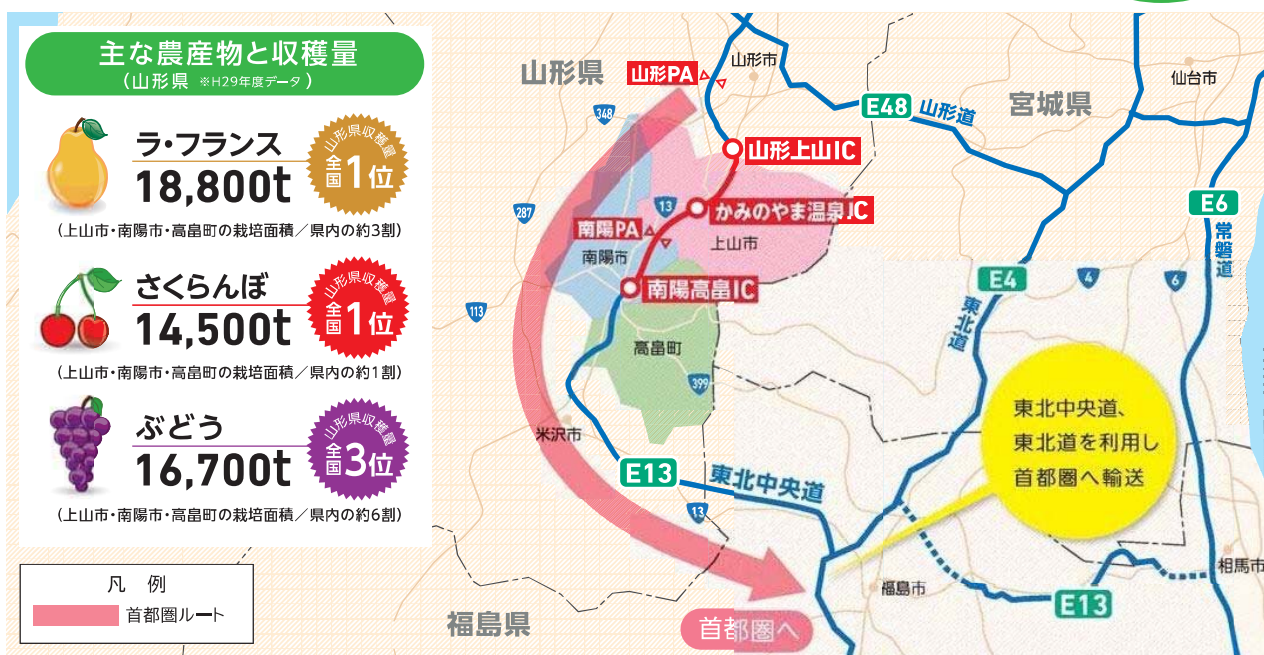 主な農産物と収穫量
(山形県 ※H29年度データ)
ラ・フランス
18,800t
山形県収穫量
全国1位
(上山市・南陽市・高畠町の栽培面積／県内の約3割)
さくらんぼ
14,500t
山形県収穫量
全国1位
(上山市・南陽市・高畠町の栽培面積／県内の約1割)
ぶどう
16,700t
山形県収穫量
全国3位
(上山市・南陽市・高畠町の栽培面積／県内の約6割)
凡 例
首都圏ルート
山形県
山形PA
山形市
仙台市
宮城県
E48
山形道
348
山形上山IC
287
13
かみのやま温泉IC
E6
常磐道
南陽PA
上山市
南陽市
南陽高畠IC
E4
4
6
113
東北道
高畠町
399
東北中央道、
東北道を利用し
首都圏へ輸送
米沢市
E13
東北中央道
13
福島市
相馬市
E13
福島県
首都圏へ